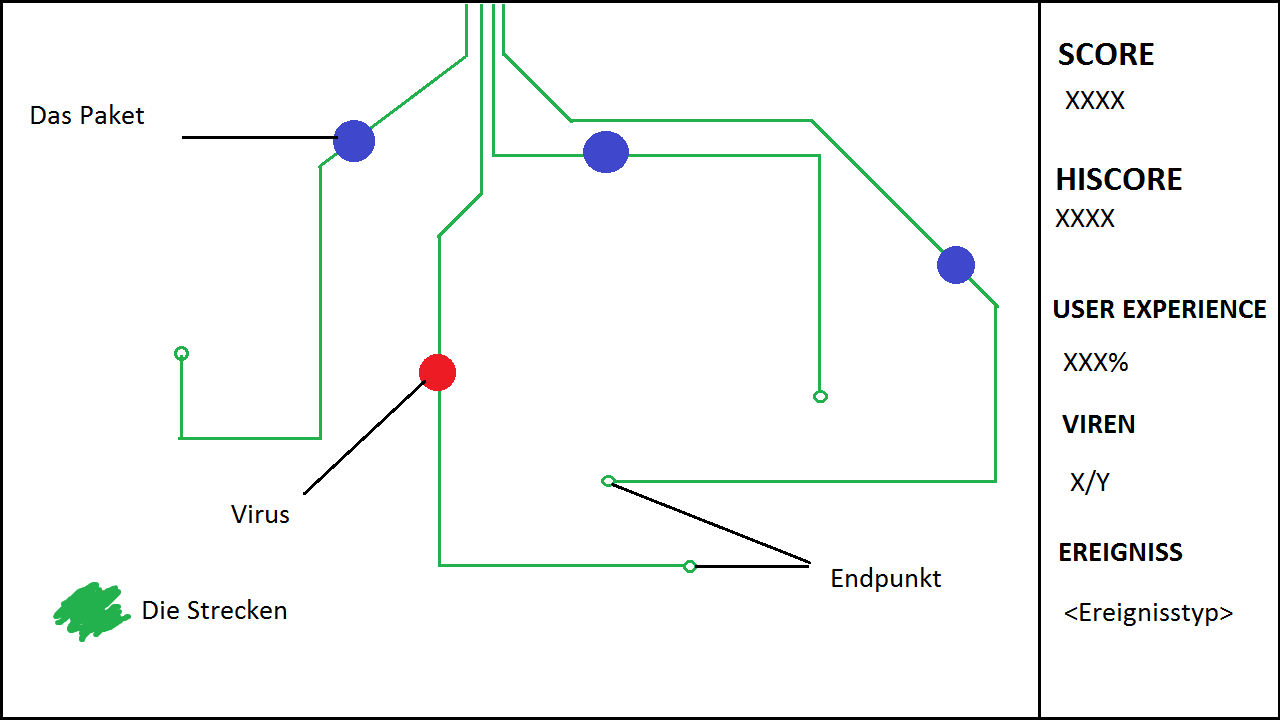 Das Paket
Virus
Endpunkt
Die Strecken
SCORE
XXXX
HISCORE
XXXX
USER EXPERIENCE
XXX%
VIREN
X/Y
EREIGNISS
<Ereignisstyp>